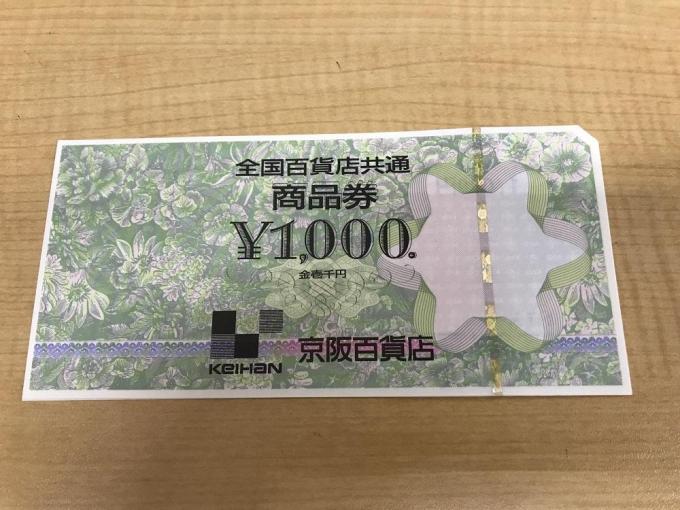 全国百貨店共通
商品券
¥1,000.
金壱千円
KEIHAN
京阪百貨店